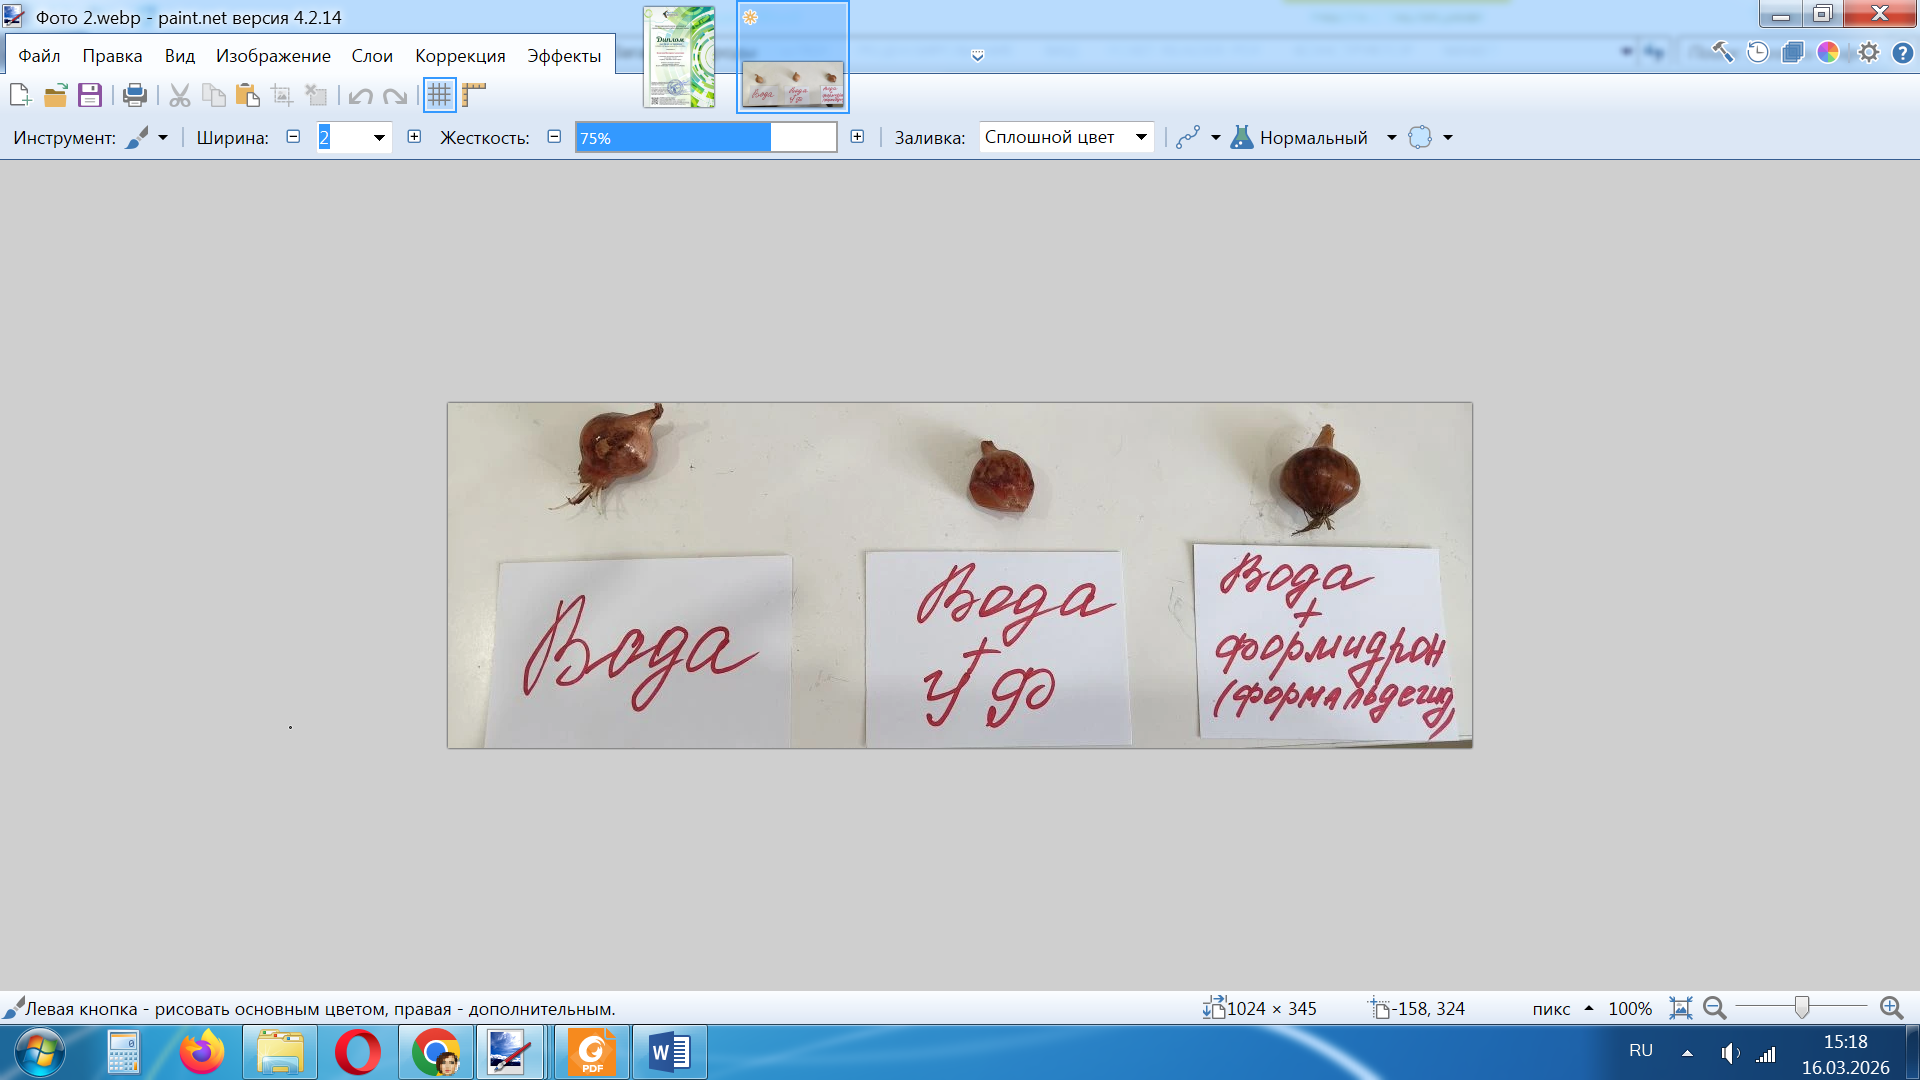 Фото 2.webp - paint.net версия 4.2.14
Файл Правка Вид Изображение Слои Коррекция Эффекты
Диплом
Инструмент: Ширина: 2 Жесткость: 75% Заливка: Сплошной цвет Нормальный
Вода
Вода
+
УФ
Вода
+
формидрон
(формальдегид)
Левая кнопка - рисовать основным цветом, правая - дополнительным.
1024 × 345
-158, 324
пикс
100%
PDF
RU
15:18
16.03.2026